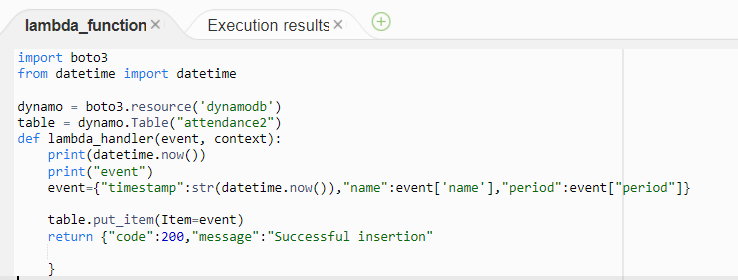 lambda_function × Execution results ×
import boto3
from datetime import datetime
dynamo = boto3.resource('dynamodb')
table = dynamo.Table("attendance2")
def lambda_handler(event, context):
    print(datetime.now())
    print("event")
    event={"timestamp":str(datetime.now()),"name":event['name'],"period":event["period"]}
    table.put_item(Item=event)
    return {"code":200,"message":"Successful insertion"
    }